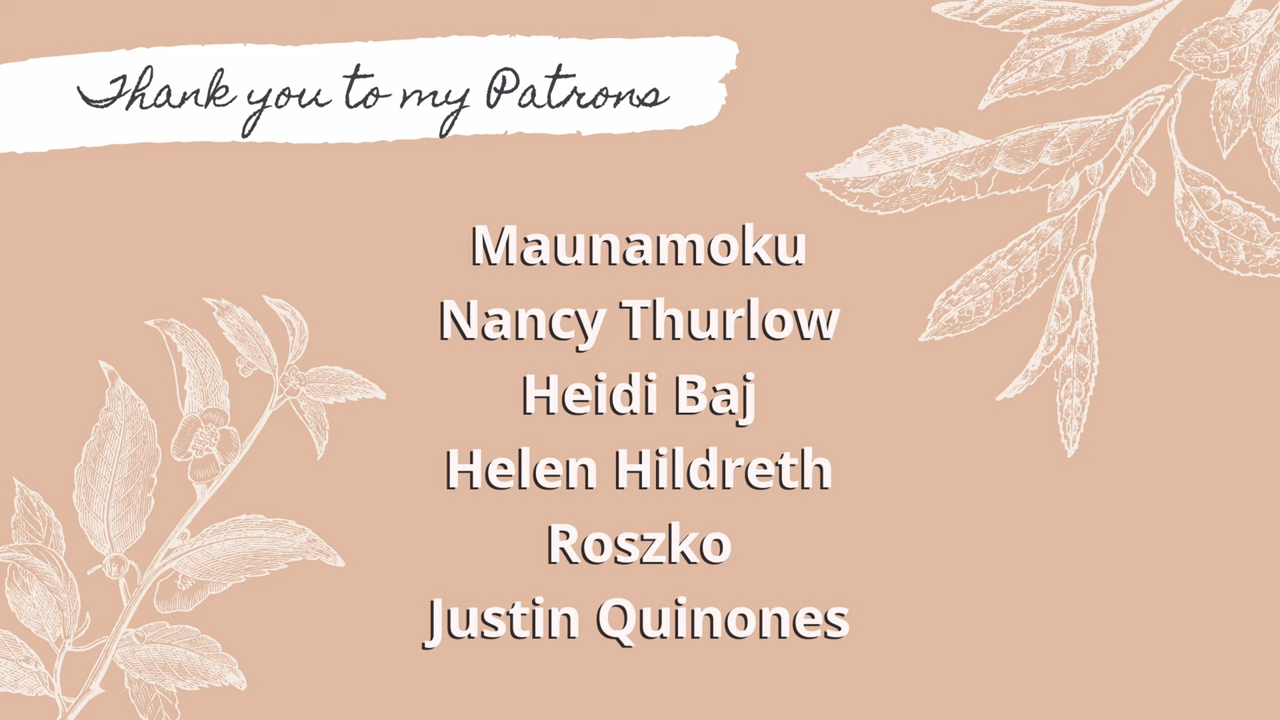 Thank you to my Patrons
Maunamoku
Nancy Thurlow
Heidi Baj
Helen Hildreth
Roszko
Justin Quinones